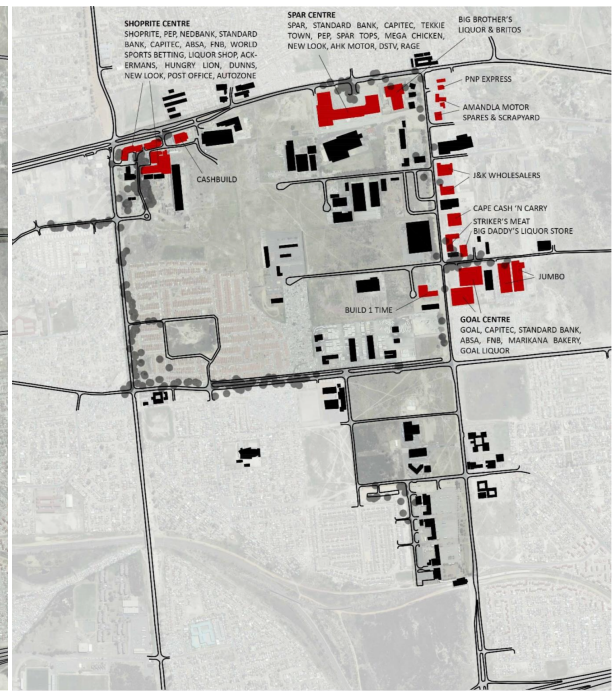 SHOPRITE CENTRE
SHOPRITE, PEP, NEDBANK, STANDARD
BANK, CAPITEC, ABSA, FNB, WORLD
SPORTS BETTING, LIQUOR SHOP, ACK-
ERMANS, HUNGRY LION, DUNNS,
NEW LOOK, POST OFFICE, AUTOZONE
SPAR CENTRE
SPAR, STANDARD BANK, CAPITEC, TEKKIE
TOWN, PEP, SPAR TOPS, MEGA CHICKEN,
NEW LOOK, AHK MOTOR, DSTV, RAGE
BIG BROTHER'S
LIQUOR & BRITOS
PNP EXPRESS
AMANDLA MOTOR
SPARES & SCRAPYARD
CASHBUILD
J&K WHOLESALERS
CAPE CASH 'N CARRY
STRIKER'S MEAT
BIG DADDY'S LIQUOR STORE
JUMBO
BUILD 1 TIME
GOAL CENTRE
GOAL, CAPITEC, STANDARD BANK,
ABSA, FNB, MARIKANA BAKERY,
GOAL LIQUOR